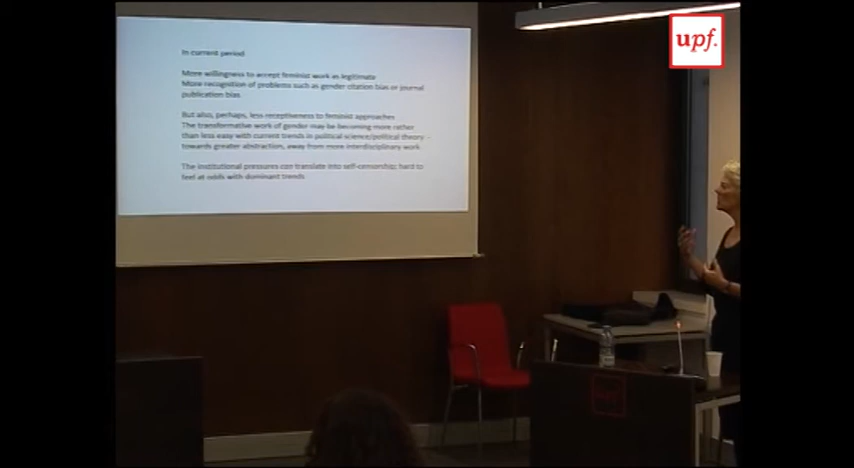 upf.
In current period
More willingness to accept feminist work as legitimate
More recognition of problems such as gender citation bias or journal
publication bias.
But also, perhaps, less receptiveness to feminist approaches
The transformative work of gender may be becoming more rather
than less easy with current trends in political science/political theory –
towards greater abstraction, away from more interdisciplinary work.
The institutional pressures can translate into self-censorship; hard to
feel at odds with dominant trends
upf.